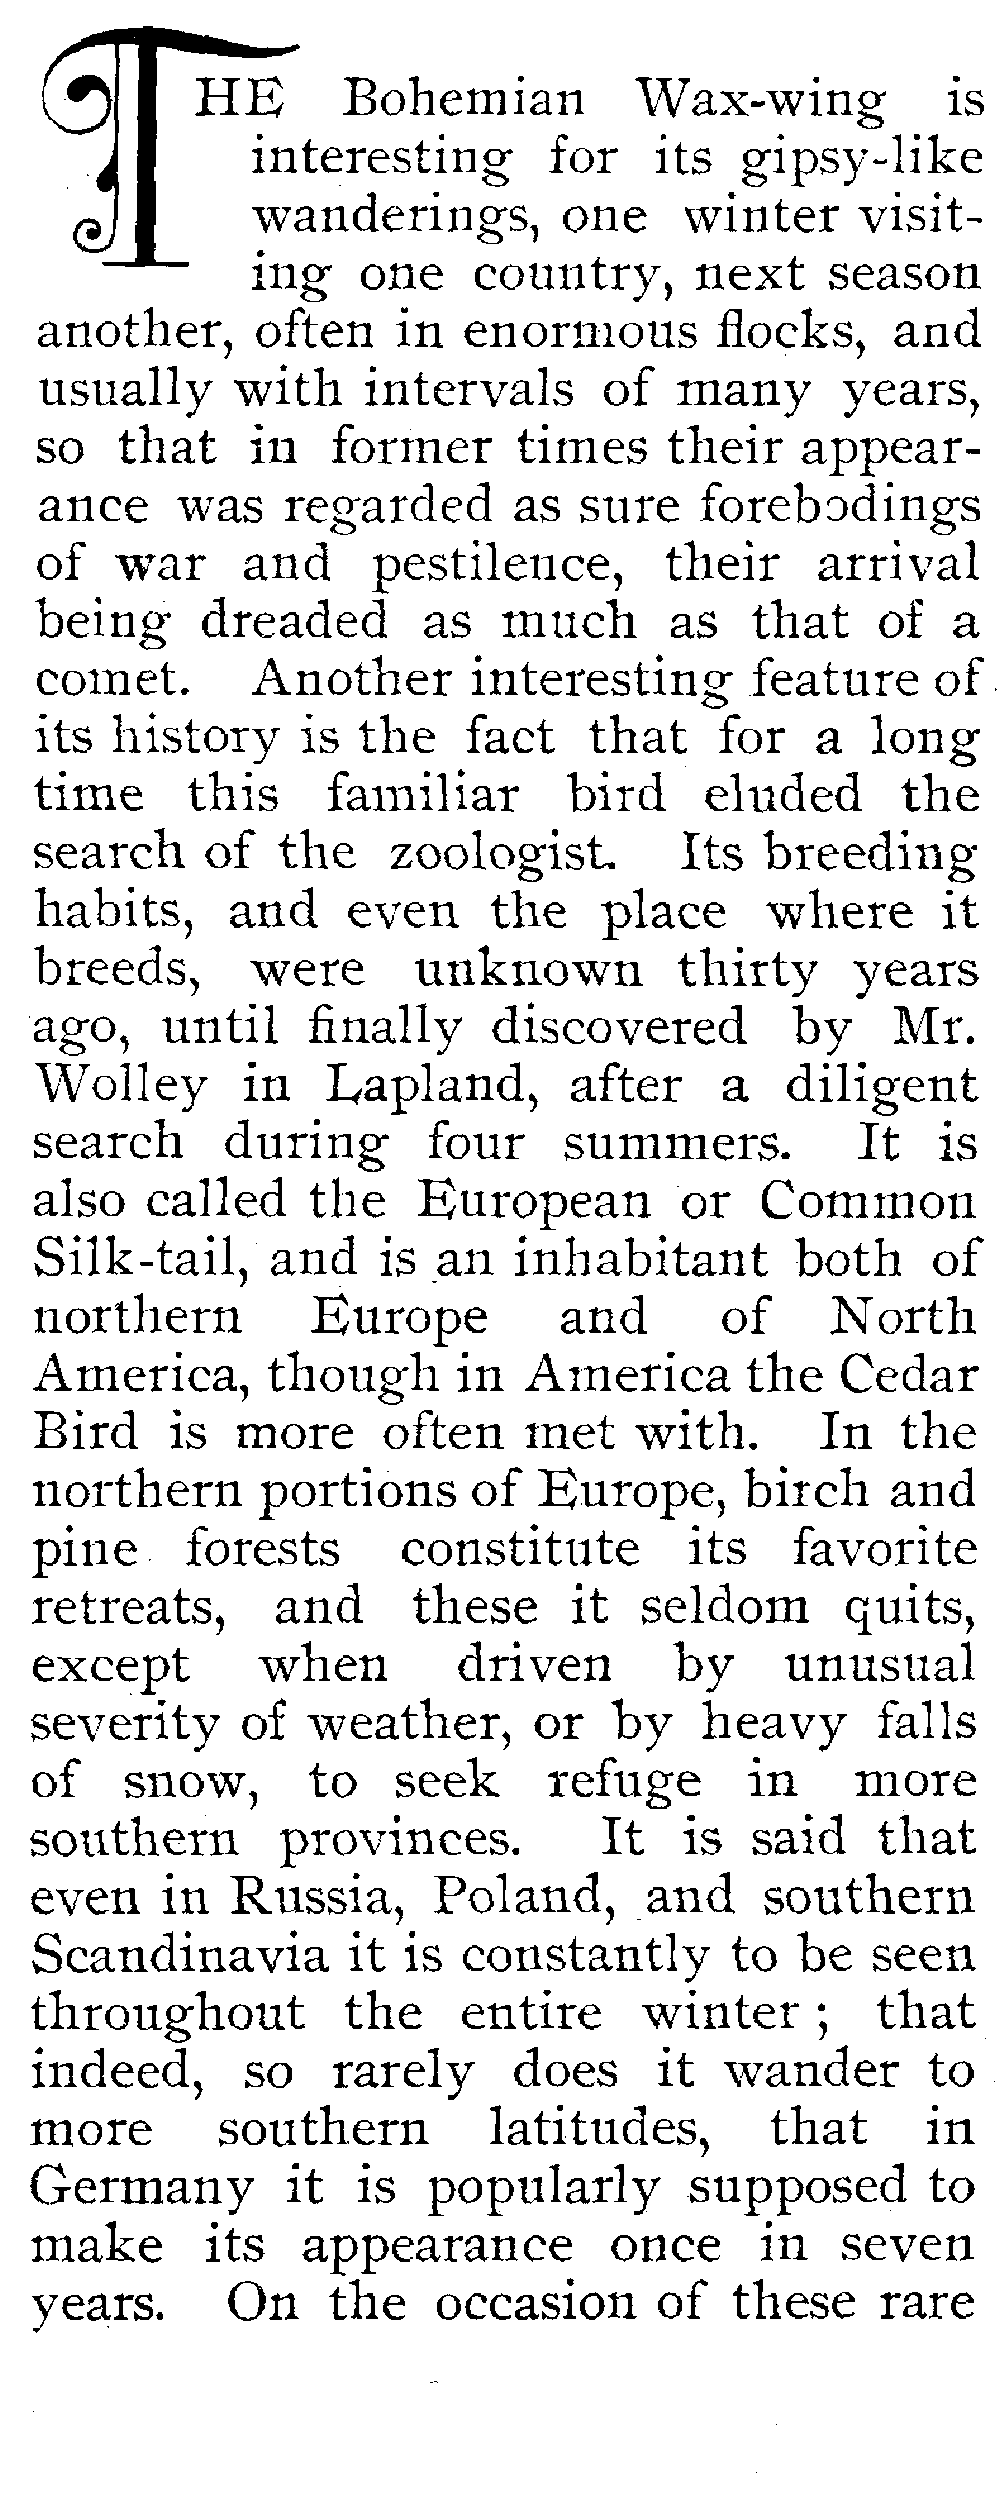 THE Bohemian Wax-wing is
interesting for its gipsy-like
wanderings, one winter visit-
ing one country, next season
another, often in enormous flocks, and
usually with intervals of many years,
so that in former times their appear-
ance was regarded as sure forebodings
of war and pestilence, their arrival
being dreaded as much as that of a
comet. Another interesting feature of
its history is the fact that for a long
time this familiar bird eluded the
search of the zoologist. Its breeding
habits, and even the place where it
breeds, were unknown thirty years
ago, until finally discovered by Mr.
Wolley in Lapland, after a diligent
search during four summers. It is
also called the European or Common
Silk-tail, and is an inhabitant both of
northern Europe and of North
America, though in America the Cedar
Bird is more often met with. In the
northern portions of Europe, birch and
pine forests constitute its favorite
retreats, and these it seldom quits,
except when driven by unusual
severity of weather, or by heavy falls
of snow, to seek refuge in more
southern provinces. It is said that
even in Russia, Poland, and southern
Scandinavia it is constantly to be seen
throughout the entire winter ; that
indeed, so rarely does it wander to
more southern latitudes, that in
Germany it is popularly supposed to
make its appearance once in seven
years. On the occasion of these rare